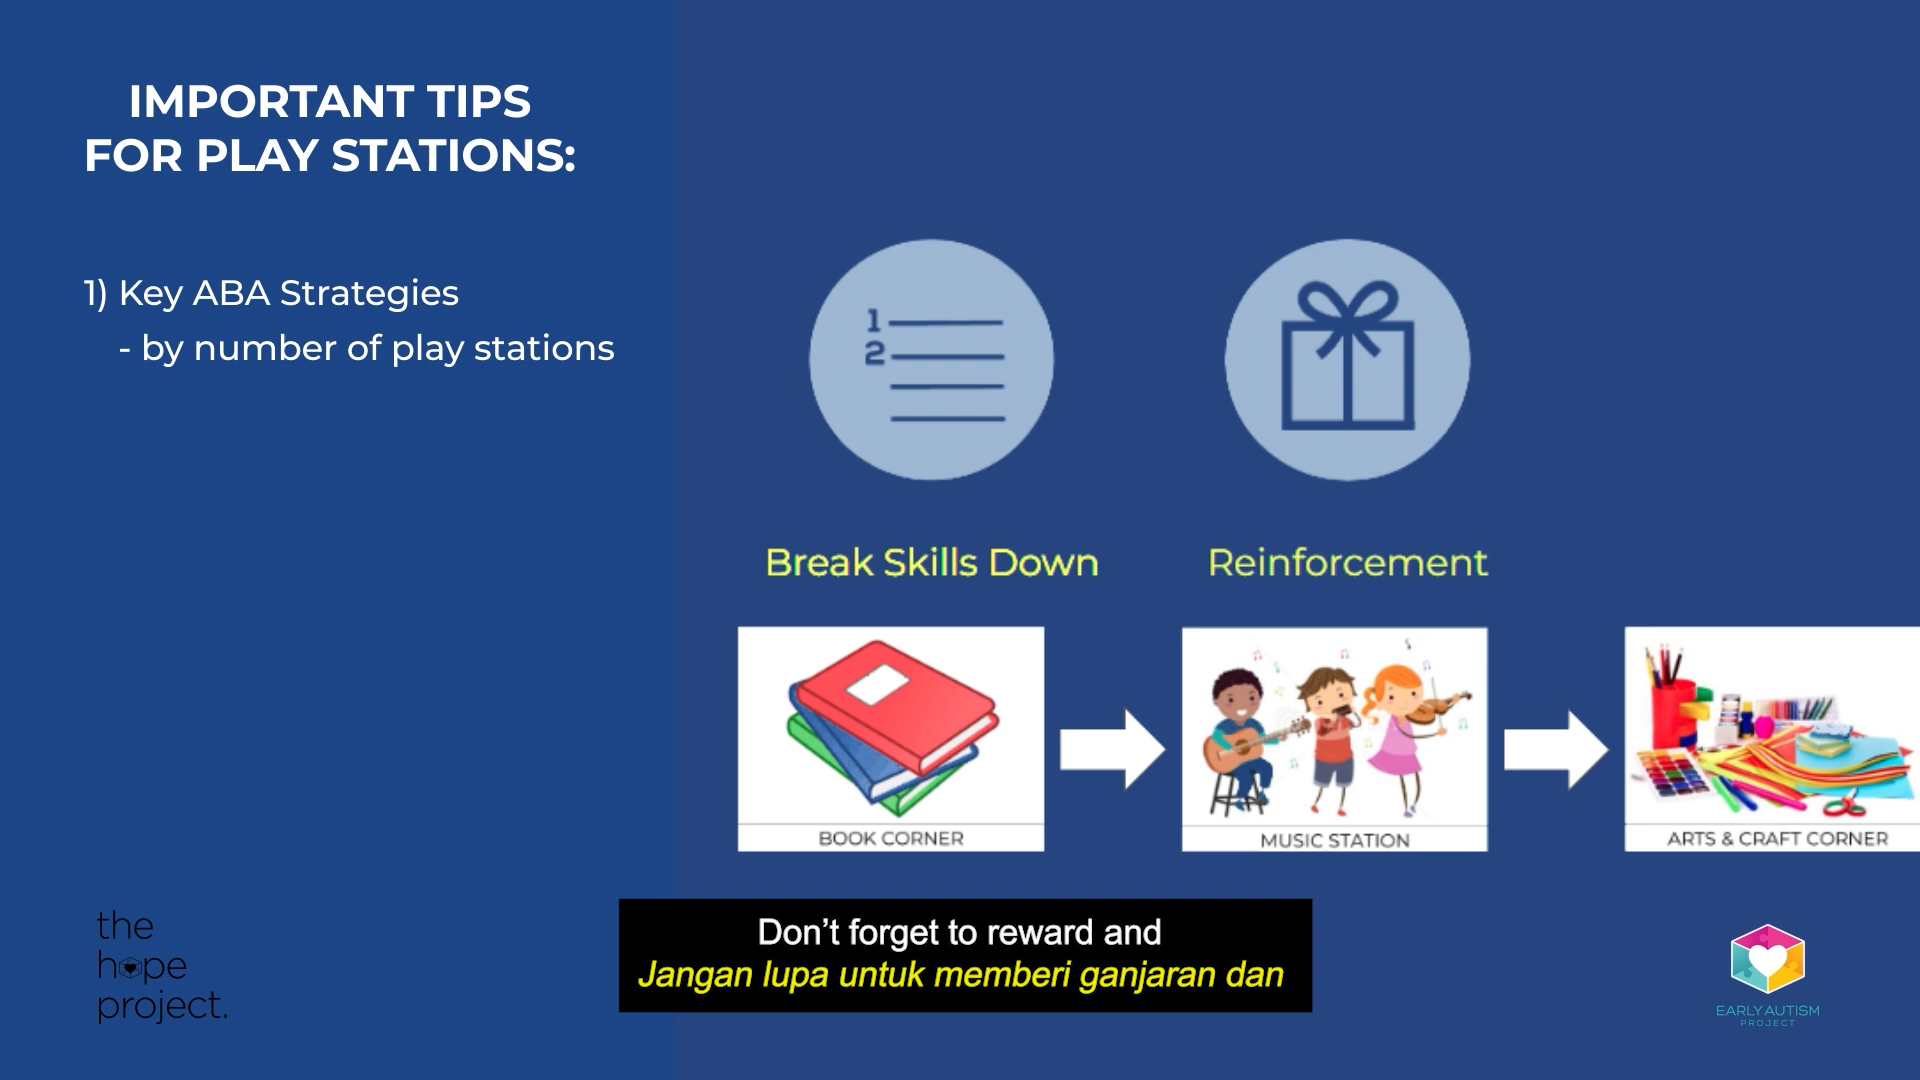 IMPORTANT TIPS
FOR PLAY STATIONS:
1) Key ABA Strategies
- by number of play stations
1
2
Break Skills Down
Reinforcement
BOOK CORNER
MUSIC STATION
ARTS & CRAFT CORNER
Don’t forget to reward and
Jangan lupa untuk memberi ganjaran dan
the
hope
project.
EARLY AUTISM
PROJECT